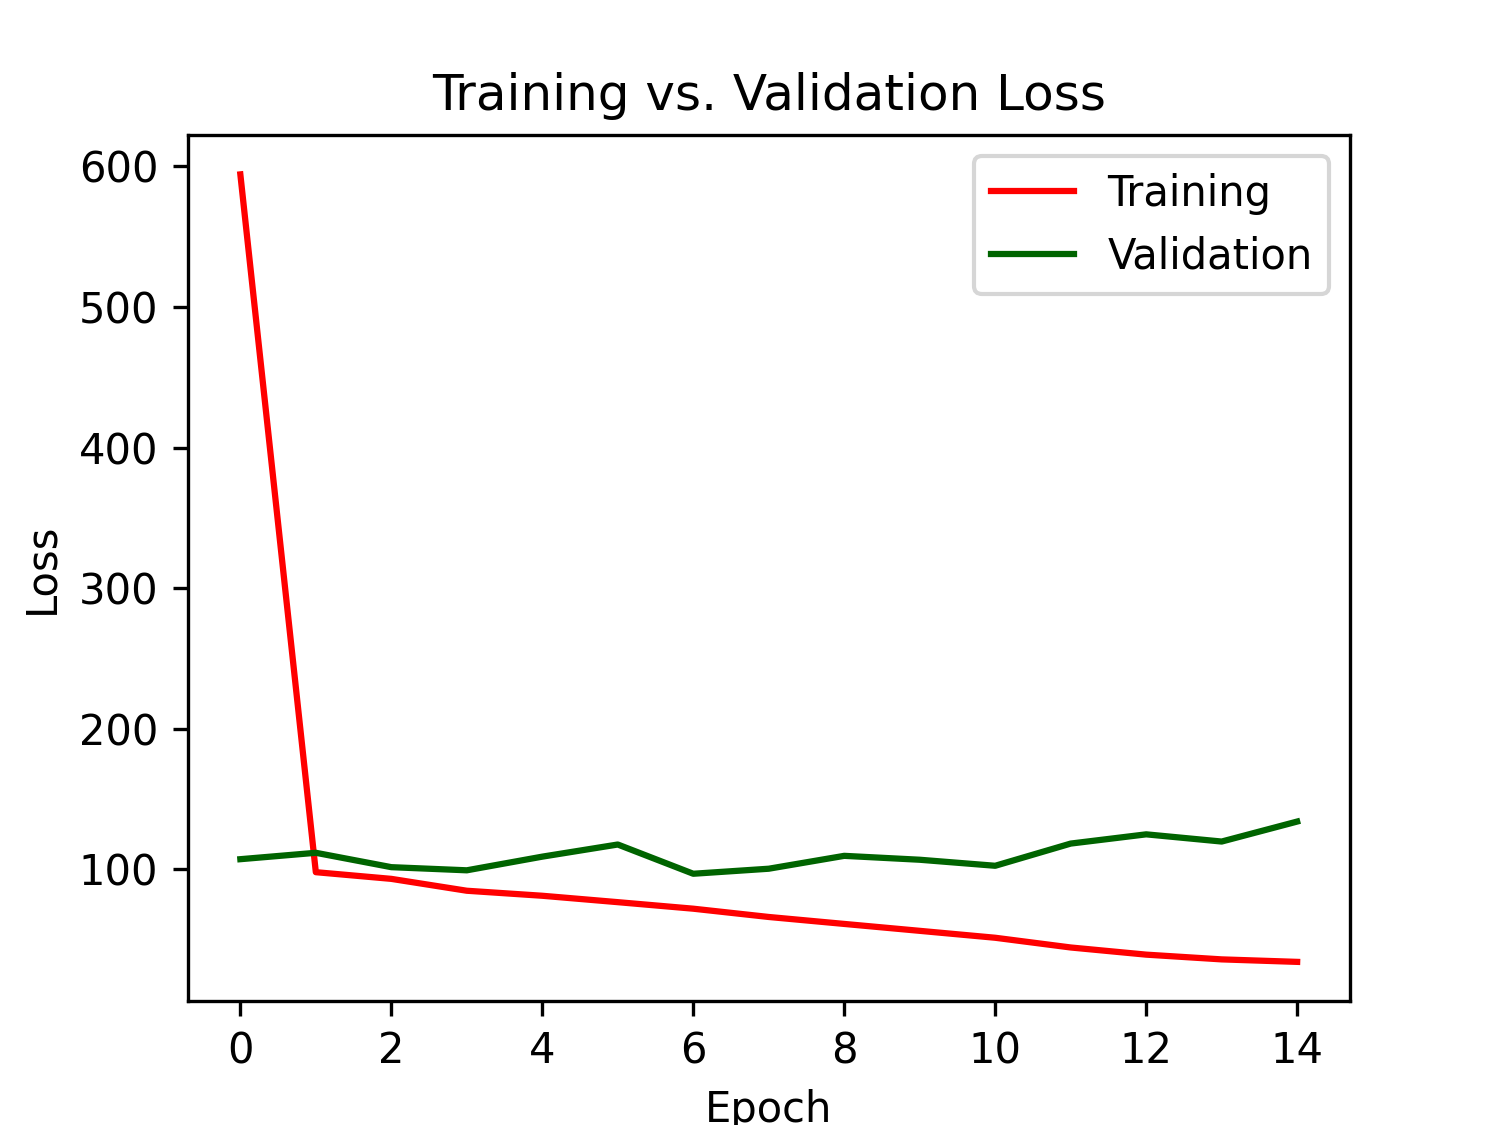 Training vs. Validation Loss
600
Training
Validation
500
400
300
200
100
Loss
0 2 4 6 8 10 12 14
Epoch